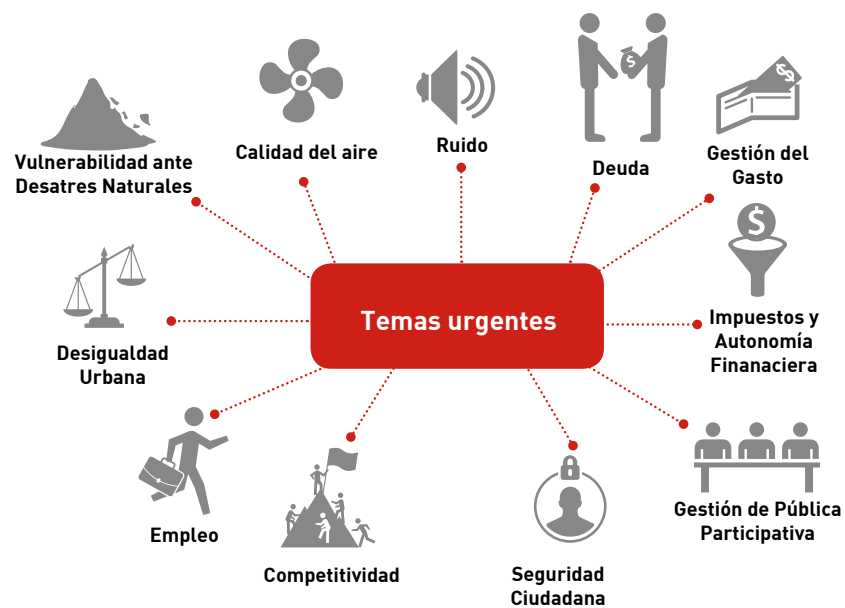 Vulnerabilidad ante
Desatres Naturales
Calidad del aire
Ruido
$
Deuda
$
Gestión del
Gasto
$
Impuestos y
Autonomía
Finanaciera
Temas urgentes
Desigualdad
Urbana
Empleo
Competitividad
Seguridad
Ciudadana
Gestión de Pública
Participativa